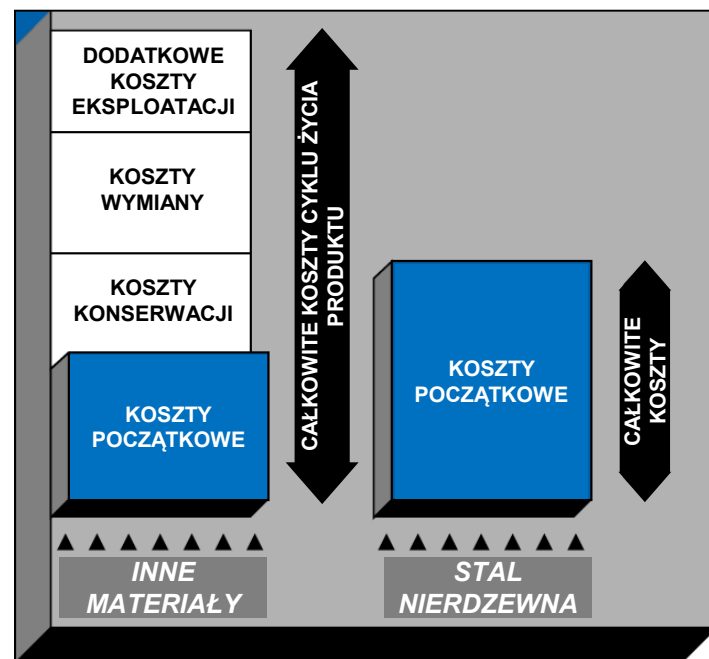 DODATKOWE
KOSZTY
EKSPLOATACJI
KOSZTY
WYMIANY
KOSZTY
KONSERWACJI
KOSZTY
POCZĄTKOWE
CAŁKOWITE KOSZTY CYKLU ŻYCIA
PRODUKTU
KOSZTY
POCZĄTKOWE
CAŁKOWITE
KOSZTY
INNE
MATERIAŁY
STAL
NIERDZEWNA